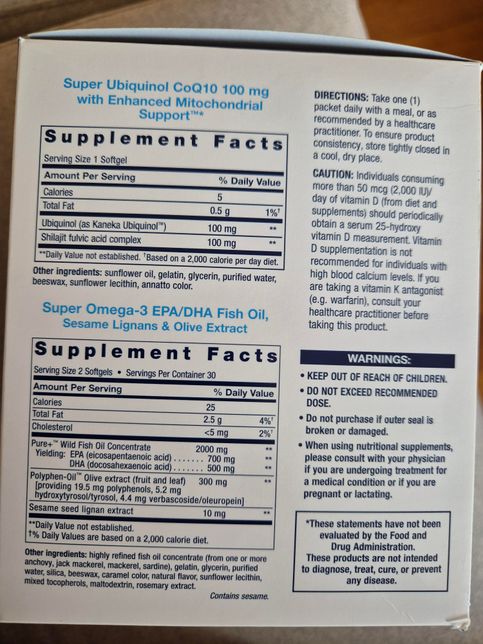 Super Ubiquinol CoQ10 100 mg
with Enhanced Mitochondrial
Support™*
Supplement Facts
Serving Size 1 Softgel
Amount Per Serving % Daily Value
Calories 5
Total Fat 0.5 g 1%†
Ubiquinol (as Kaneka Ubiquinol™) 100 mg **
Shilajit fulvic acid complex 100 mg **
**Daily Value not established. †Based on a 2,000 calorie per day diet.
Other ingredients: sunflower oil, gelatin, glycerin, purified water,
beeswax, sunflower lecithin, annatto color.
Super Omega-3 EPA/DHA Fish Oil,
Sesame Lignans & Olive Extract
Supplement Facts
Serving Size 2 Softgels • Servings Per Container 30
Amount Per Serving % Daily Value
Calories 25
Total Fat 2.5 g 4%†
Cholesterol <5 mg 2%†
Pure+™ Wild Fish Oil Concentrate 2000 mg **
Yielding: EPA (eicosapentaenoic acid) ....... 700 mg **
DHA (docosahexaenoic acid) ....... 500 mg **
Polyphen-Oil™ Olive extract (fruit and leaf) 300 mg **
[providing 19.5 mg polyphenols, 5.2 mg
hydroxytyrosol/tyrosol, 4.4 mg verbascoside/oleuropein]
Sesame seed lignan extract 10 mg **
**Daily Value not established.
†% Daily Values are based on a 2,000 calorie diet.
Other ingredients: highly refined fish oil concentrate (from one or more
anchovy, jack mackerel, mackerel, sardine), gelatin, glycerin, purified
water, silica, beeswax, caramel color, natural flavor, sunflower lecithin,
mixed tocopherols, maltodextrin, rosemary extract.
Contains sesame.
DIRECTIONS: Take one (1)
packet daily with a meal, or as
recommended by a healthcare
practitioner. To ensure product
consistency, store tightly closed in
a cool, dry place.
CAUTION: Individuals consuming
more than 50 mcg (2,000 IU)/
day of vitamin D (from diet and
supplements) should periodically
obtain a serum 25-hydroxy
vitamin D measurement. Vitamin
D supplementation is not
recommended for individuals with
high blood calcium levels. If you
are taking a vitamin K antagonist
(e.g. warfarin), consult your
healthcare practitioner before
taking this product.
WARNINGS:
• KEEP OUT OF REACH OF CHILDREN.
• DO NOT EXCEED RECOMMENDED
DOSE.
• Do not purchase if outer seal is
broken or damaged.
• When using nutritional supplements,
please consult with your physician
if you are undergoing treatment for
a medical condition or if you are
pregnant or lactating.
*These statements have not been
evaluated by the Food and
Drug Administration.
These products are not intended
to diagnose, treat, cure, or prevent
any disease.